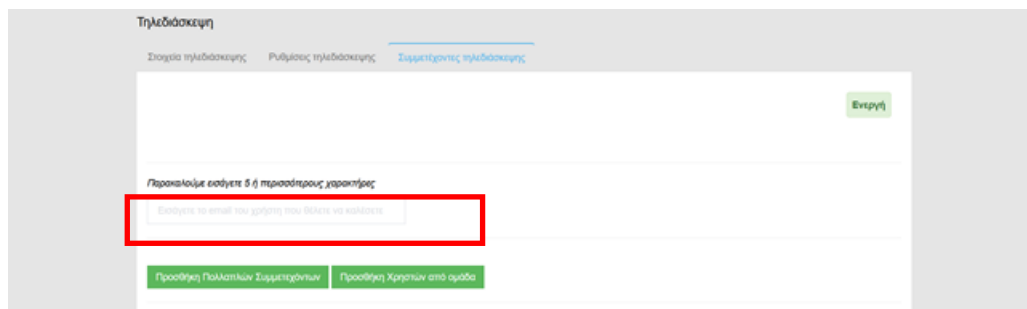 Τηλεδιάσκεψη
Στοιχεία τηλεδιάσκεψης Ρυθμίσεις τηλεδιάσκεψης Συμμετέχοντες τηλεδιάσκεψης
Ενεργή
Παρακαλούμε εισάγετε 5 ή περισσότερους χαρακτήρες
Εισάγετε το email του χρήστη που θέλετε να καλέσετε
Προσθήκη Πολλαπλών Συμμετεχόντων Προσθήκη Χρηστών από ομάδα